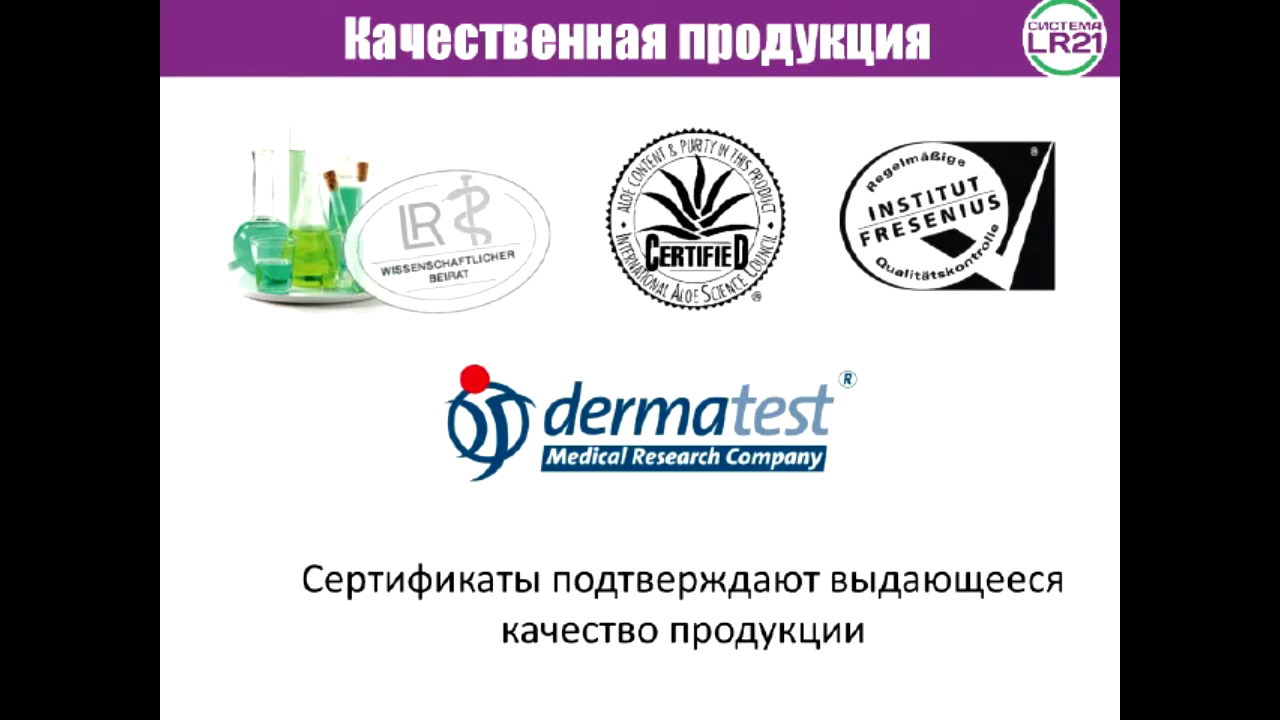 Качественная продукция
СИСТЕМА
LR21
LR
WISSENSCHAFTLICHER
BEIRAT
ALOE CONTENT & PURITY IN THIS PRODUCT
CERTIFIED
INTERNATIONAL ALOE SCIENCE COUNCIL
®
Regelmäßige
INSTITUT
FRESENIUS
Qualitätskontrolle
®
dermatest ®
Medical Research Company
Сертификаты подтверждают выдающееся
качество продукции